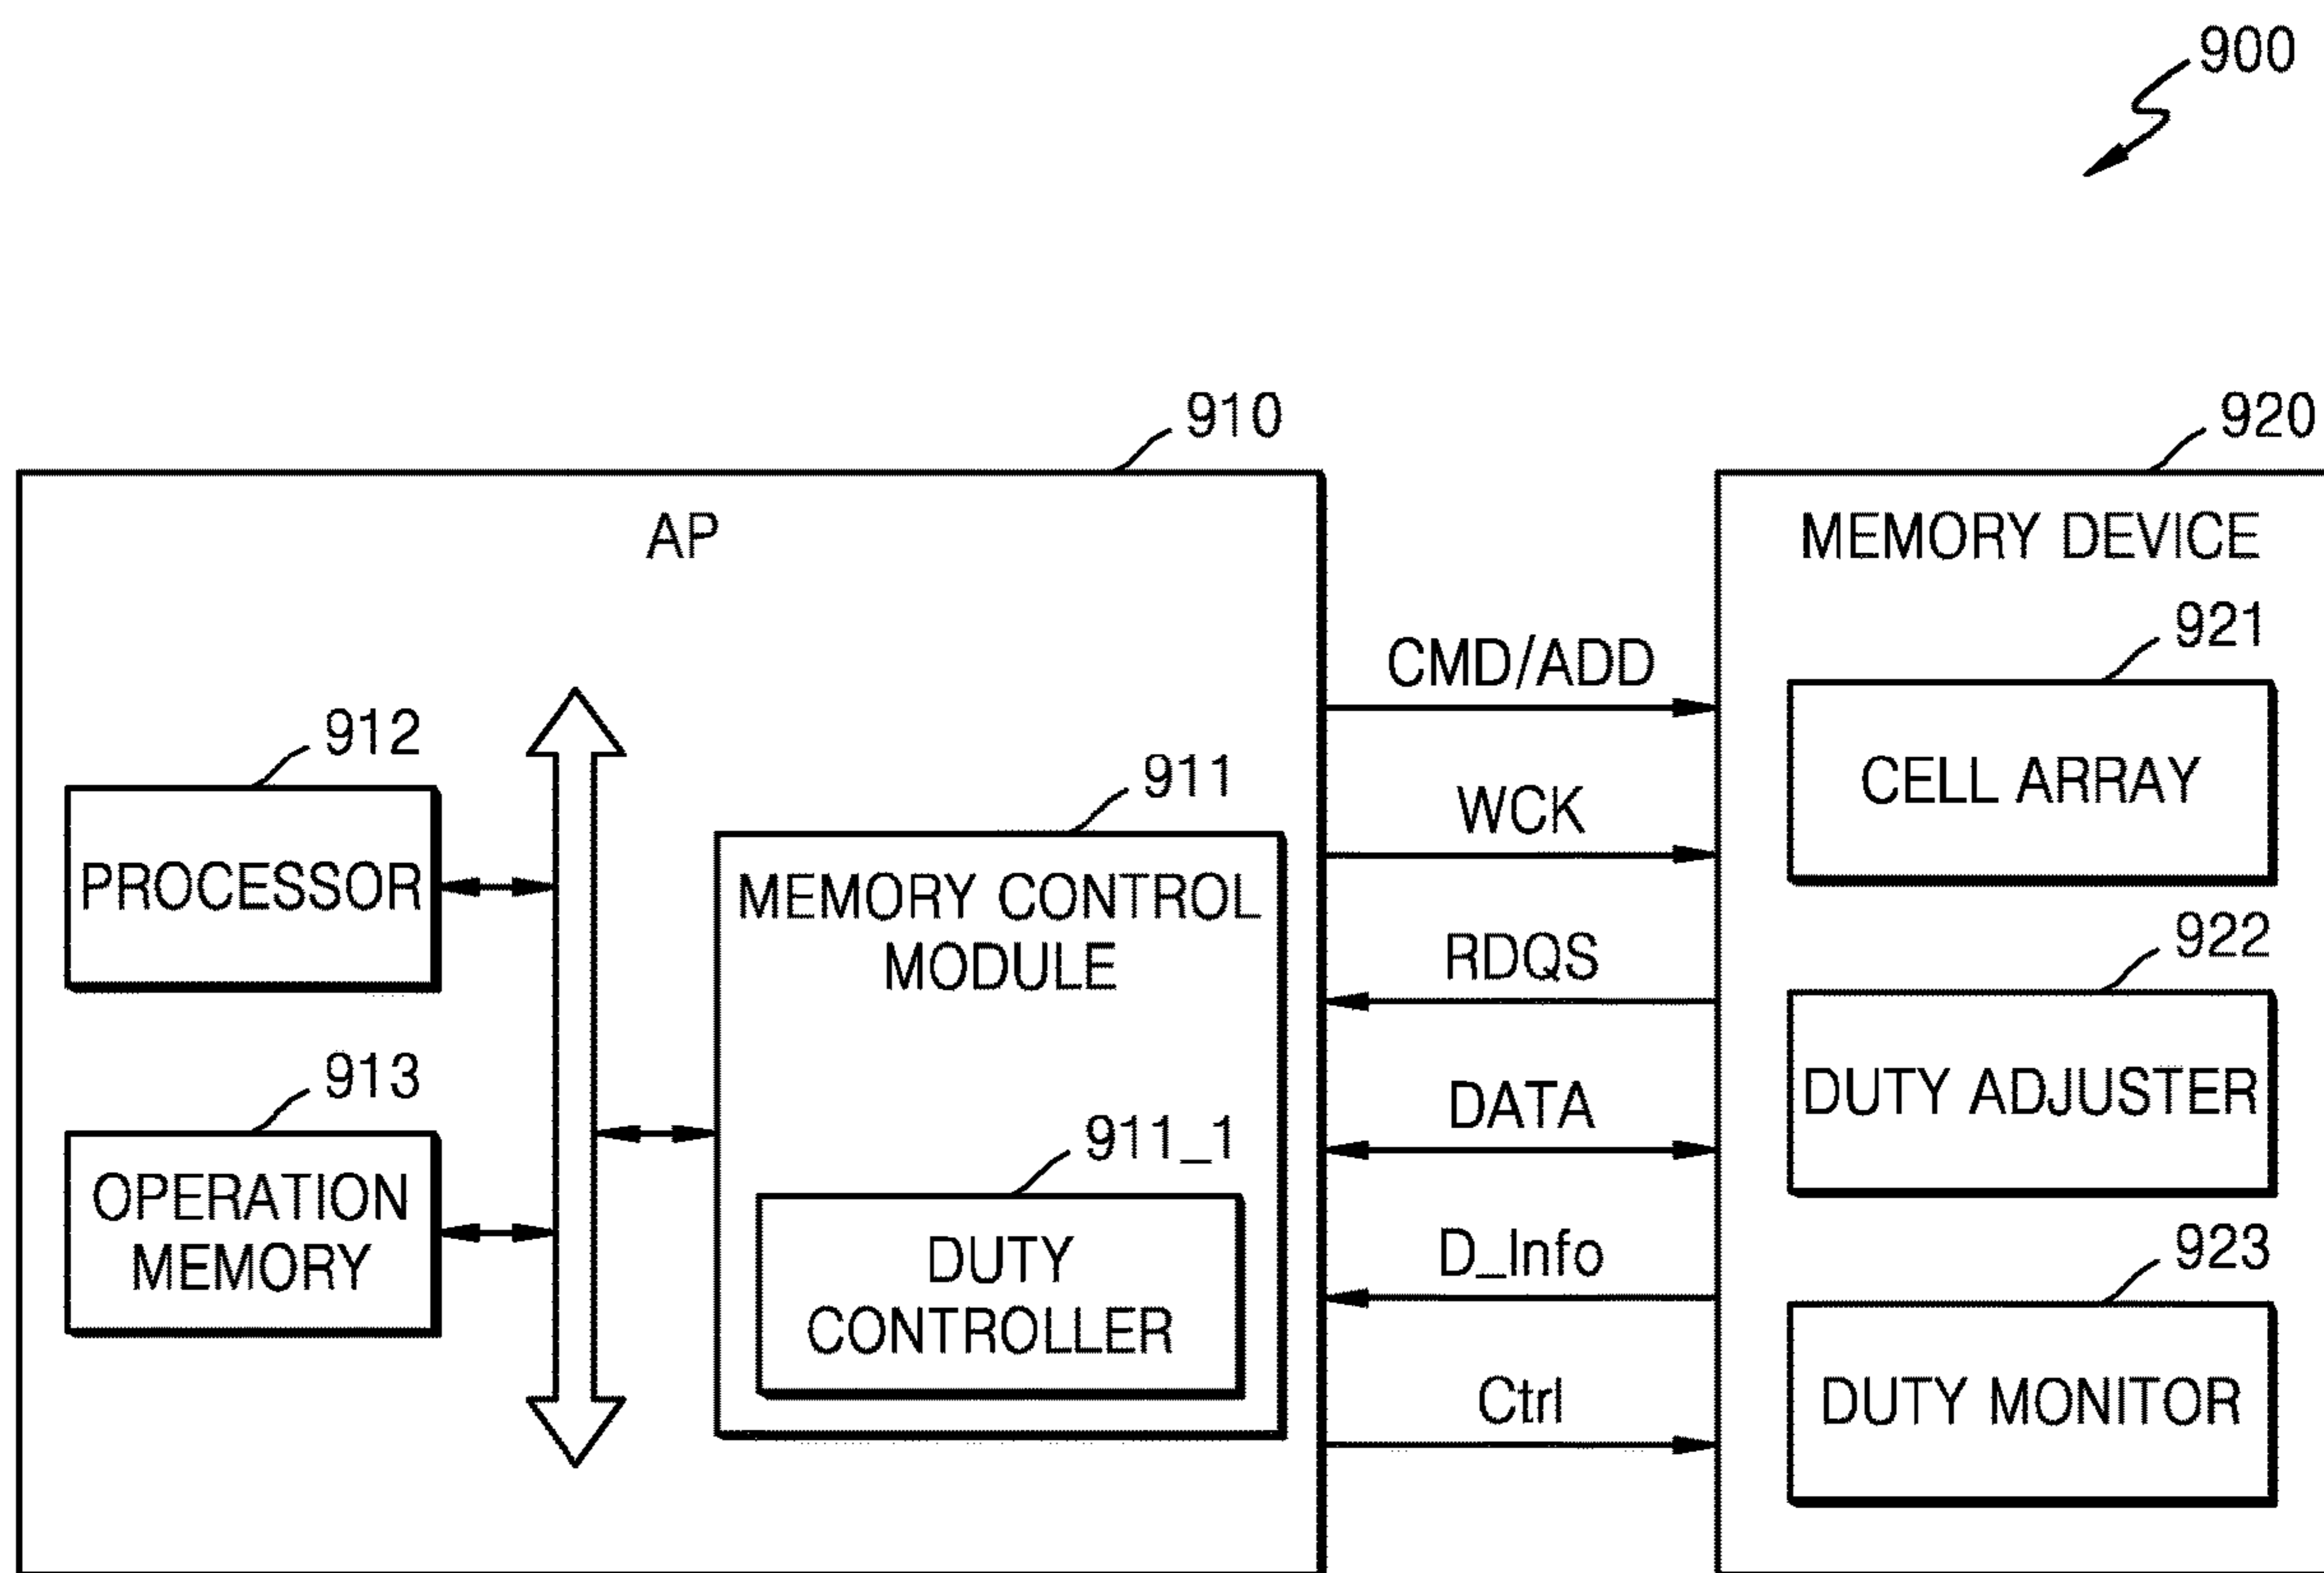 900
910
920
AP
MEMORY DEVICE
921
CMD/ADD
912
911
CELL ARRAY
WCK
PROCESSOR
MEMORY CONTROL
MODULE
922
RDQS
913
911_1
DATA
DUTY ADJUSTER
OPERATION
MEMORY
DUTY
CONTROLLER
D_Info
923
Ctrl
DUTY MONITOR